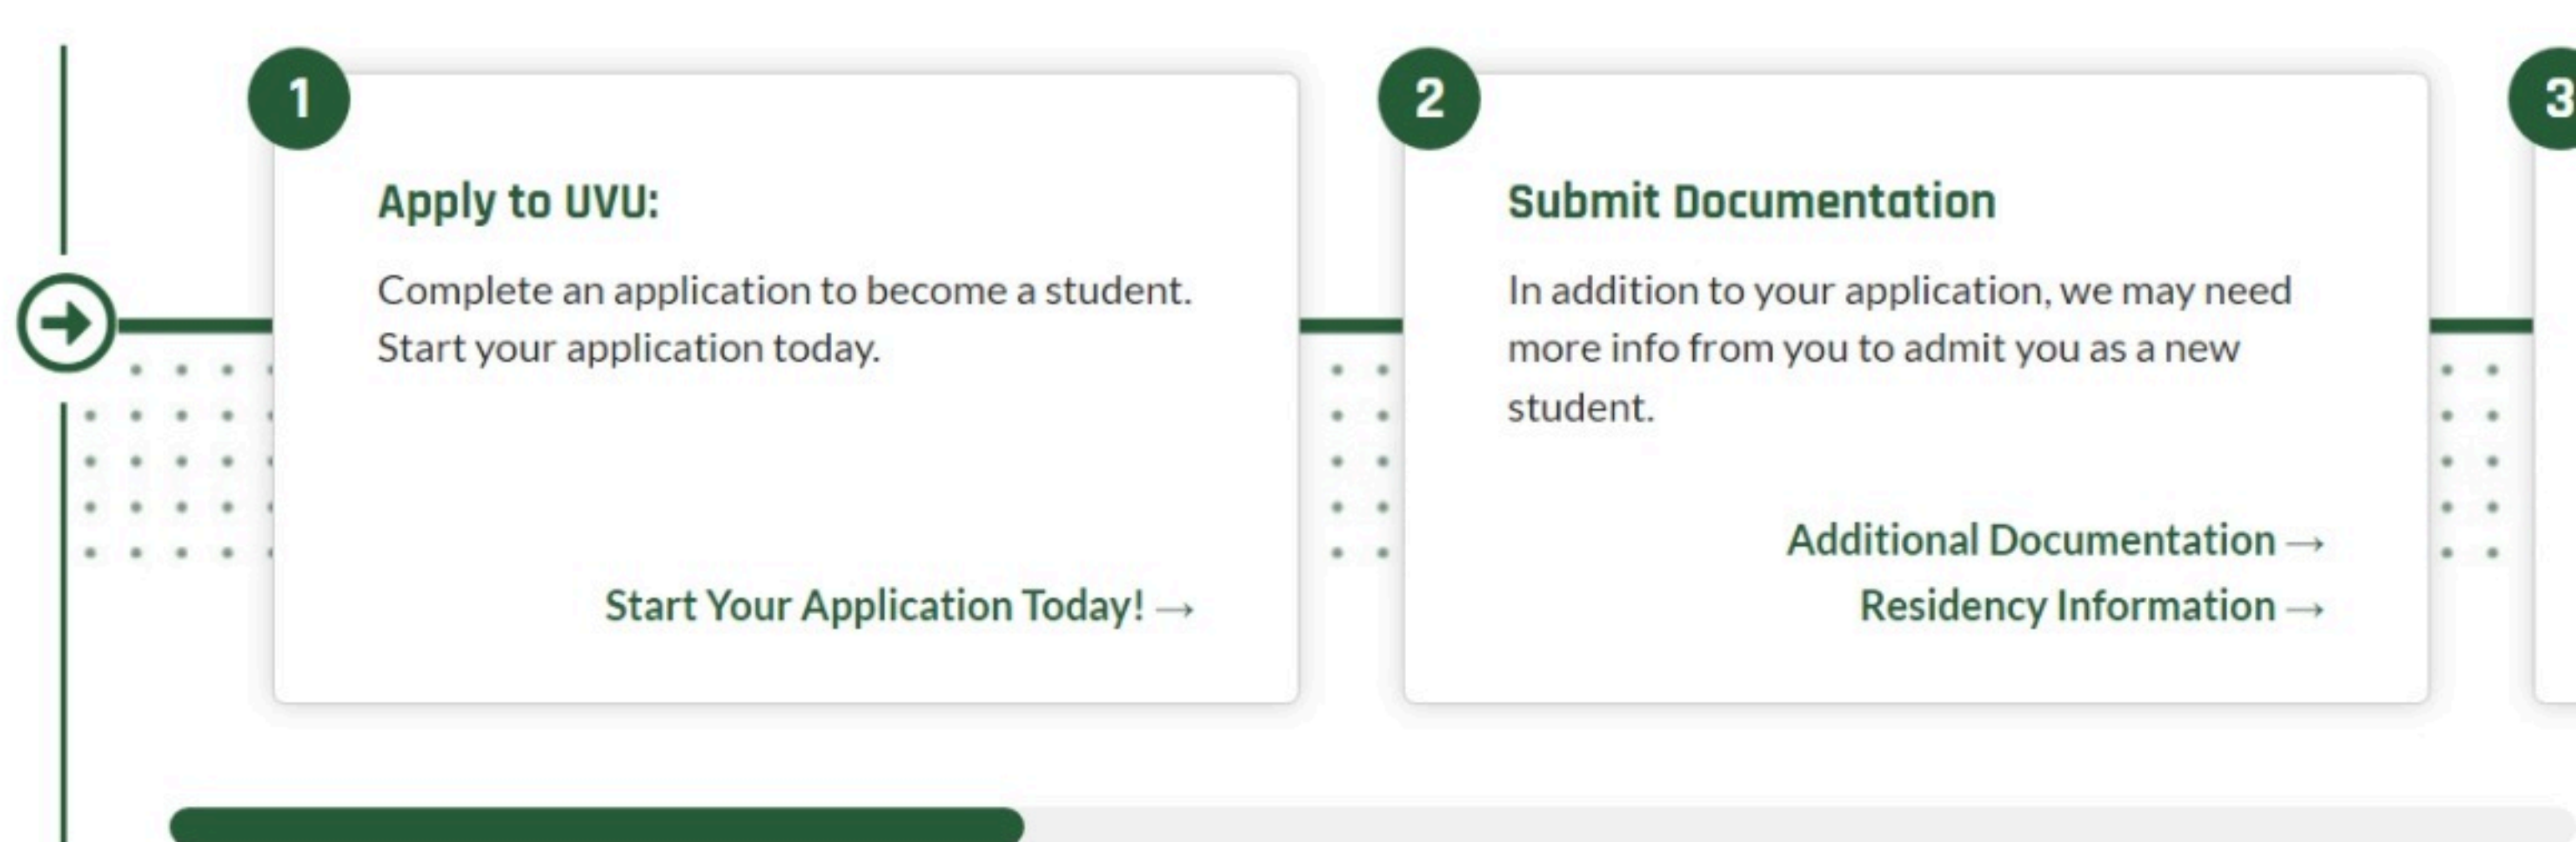 1
Apply to UVU:
Complete an application to become a student.
Start your application today.
Start Your Application Today! →
2
Submit Documentation
In addition to your application, we may need
more info from you to admit you as a new
student.
Additional Documentation →
Residency Information →
3